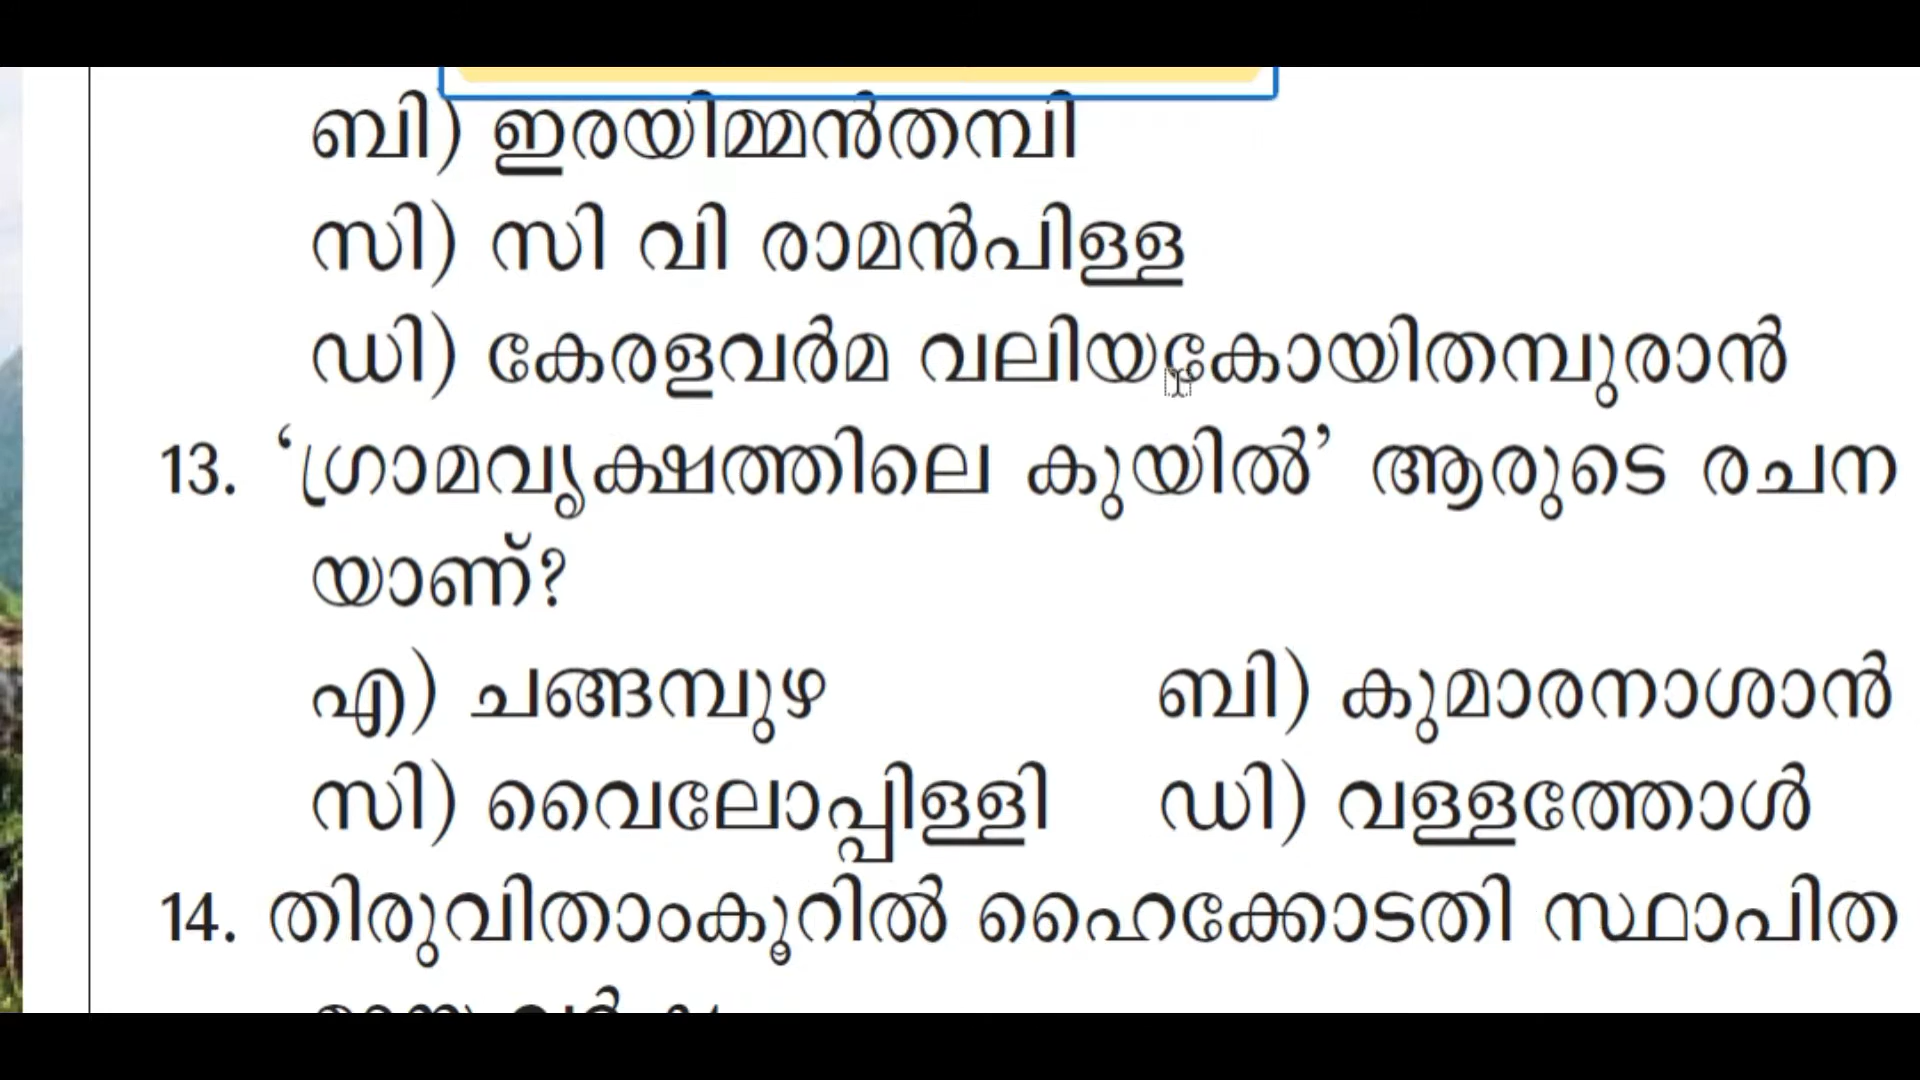 ബി) ഇരയിമ്മൻതമ്പി
സി) സി വി രാമൻപിള്ള
ഡി) കേരളവർമ വലിയകോയിതമ്പുരാൻ
13. ‘ഗ്രാമവൃക്ഷത്തിലെ കുയിൽ’ ആരുടെ രചന
യാണ്?
എ) ചങ്ങമ്പുഴ ബി) കുമാരനാശാൻ
സി) വൈലോപ്പിള്ളി ഡി) വള്ളത്തോൾ
14. തിരുവിതാംകൂറിൽ ഹൈക്കോടതി സ്ഥാപിത